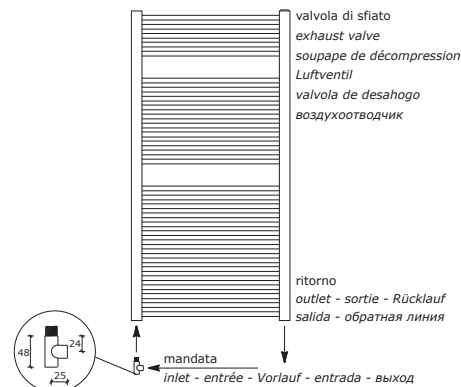 valvola di sfiato
exhaust valve
soupape de décompression
Luftventil
valvola de desahogo
воздухоотводчик
ritorno
outlet - sortie - Rücklauf
salida - обратная линия
mandata
inlet - entrée - Vorlauf - entrada - выход
48
24
25